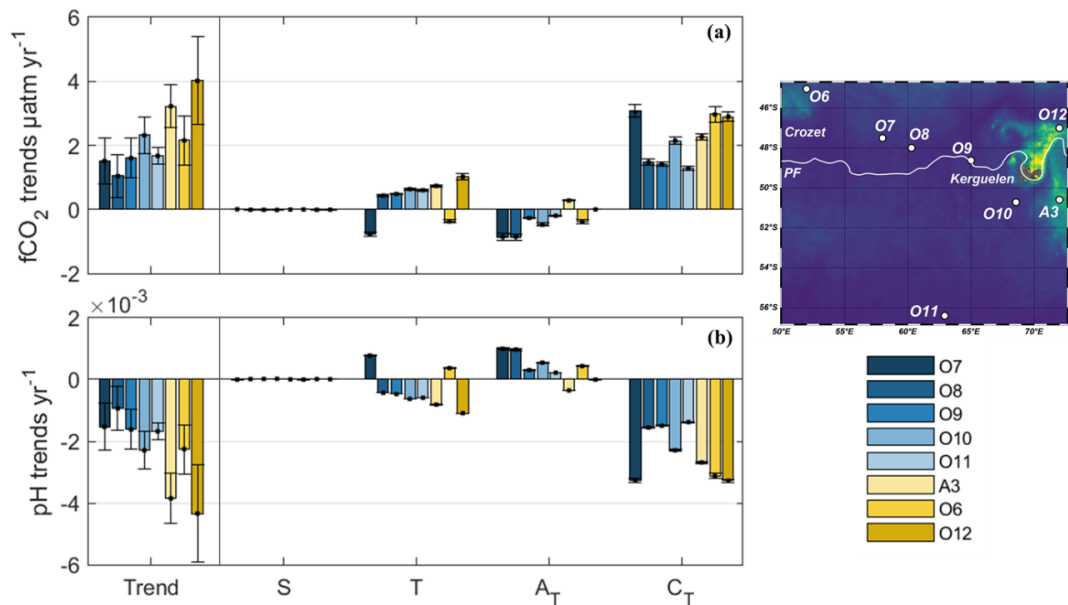 fCO2 trends µatm yr-1
6
4
2
0
-2
(a)
×10-3
pH trends yr-1
2
0
-2
-4
-6
(b)
Trend
S
T
AT
CT
46°S
48°S
50°S
52°S
54°S
56°S
50°E
55°E
60°E
65°E
70°E
O6
O7
O8
O9
O12
Crozet
PF
Kerguelen
O10
A3
O11
O7
O8
O9
O10
O11
A3
O6
O12